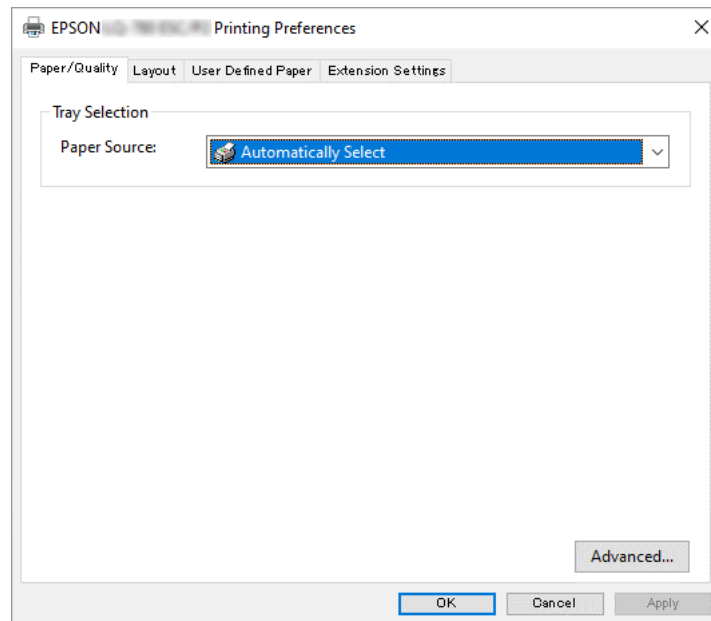 EPSON Printing Preferences
Paper/Quality Layout User Defined Paper Extension Settings
Tray Selection
Paper Source: Automatically Select
Advanced...
OK Cancel Apply